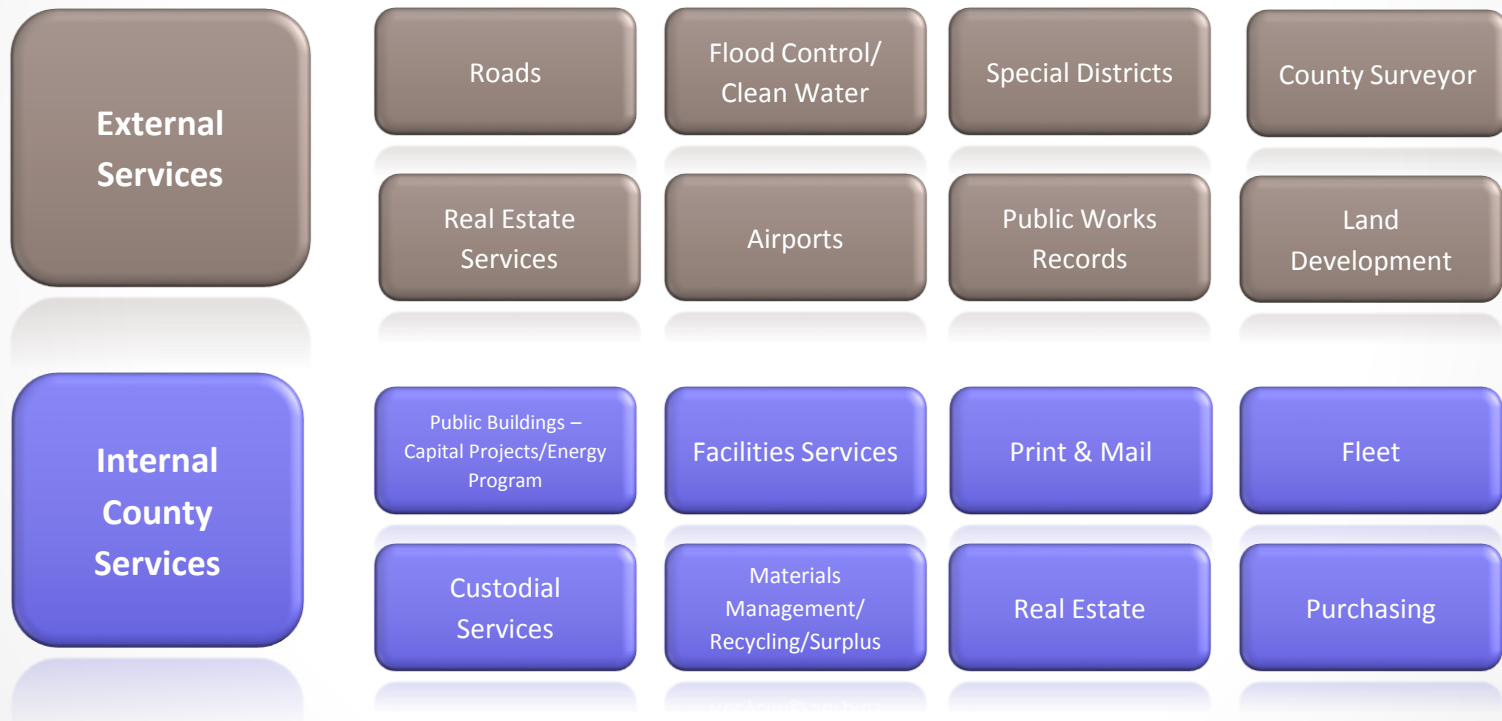 External
Services
Roads
Flood Control/
Clean Water
Special Districts
County Surveyor
Real Estate
Services
Airports
Public Works
Records
Land
Development
Internal
County
Services
Public Buildings –
Capital Projects/Energy
Program
Facilities Services
Print & Mail
Fleet
Custodial
Services
Materials
Management/
Recycling/Surplus
Real Estate
Purchasing